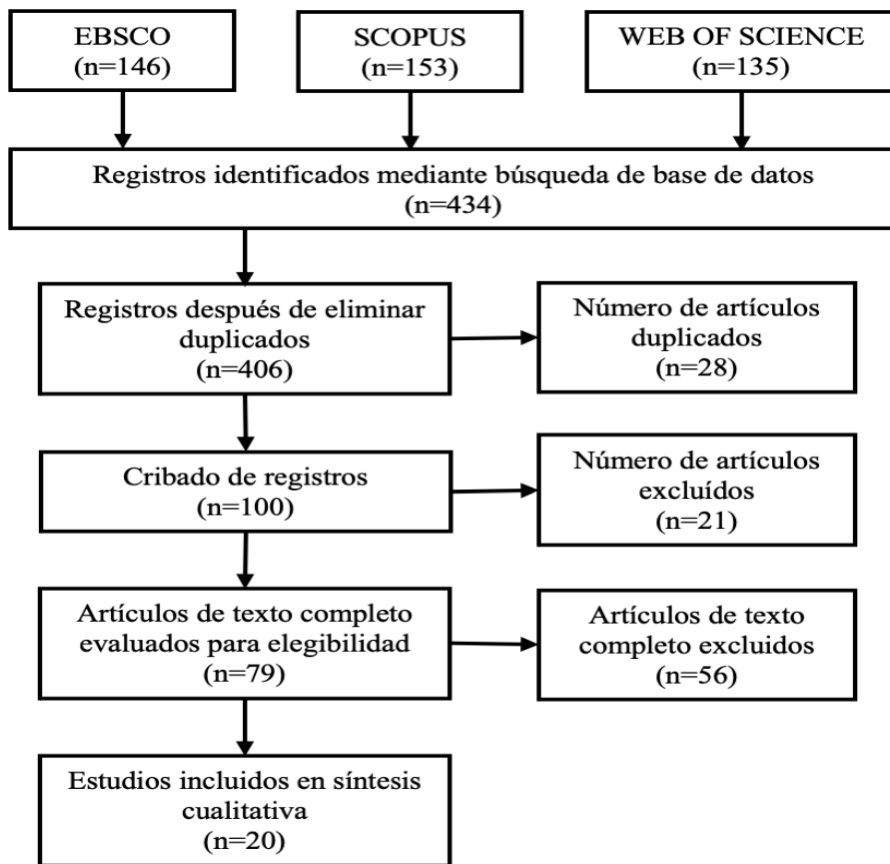 EBSCO
(n=146)
SCOPUS
(n=153)
WEB OF SCIENCE
(n=135)
Registros identificados mediante búsqueda de base de datos
(n=434)
Registros después de eliminar
duplicados
(n=406)
Número de artículos
duplicados
(n=28)
Cribado de registros
(n=100)
Número de artículos
excluídos
(n=21)
Artículos de texto completo
evaluados para elegibilidad
(n=79)
Artículos de texto
completo excluidos
(n=56)
Estudios incluidos en síntesis
cualitativa
(n=20)